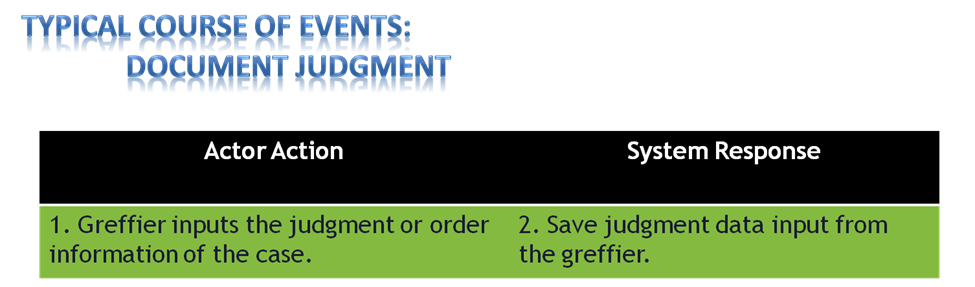 TYPICAL COURSE OF EVENTS:
DOCUMENT JUDGMENT
Actor Action
System Response
1. Greffier inputs the judgment or order
information of the case.
2. Save judgment data input from
the greffier.